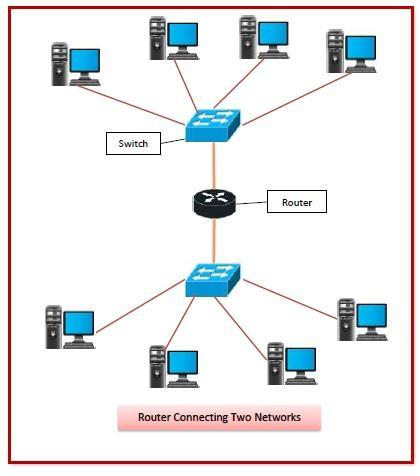 Switch
Router
Router Connecting Two Networks